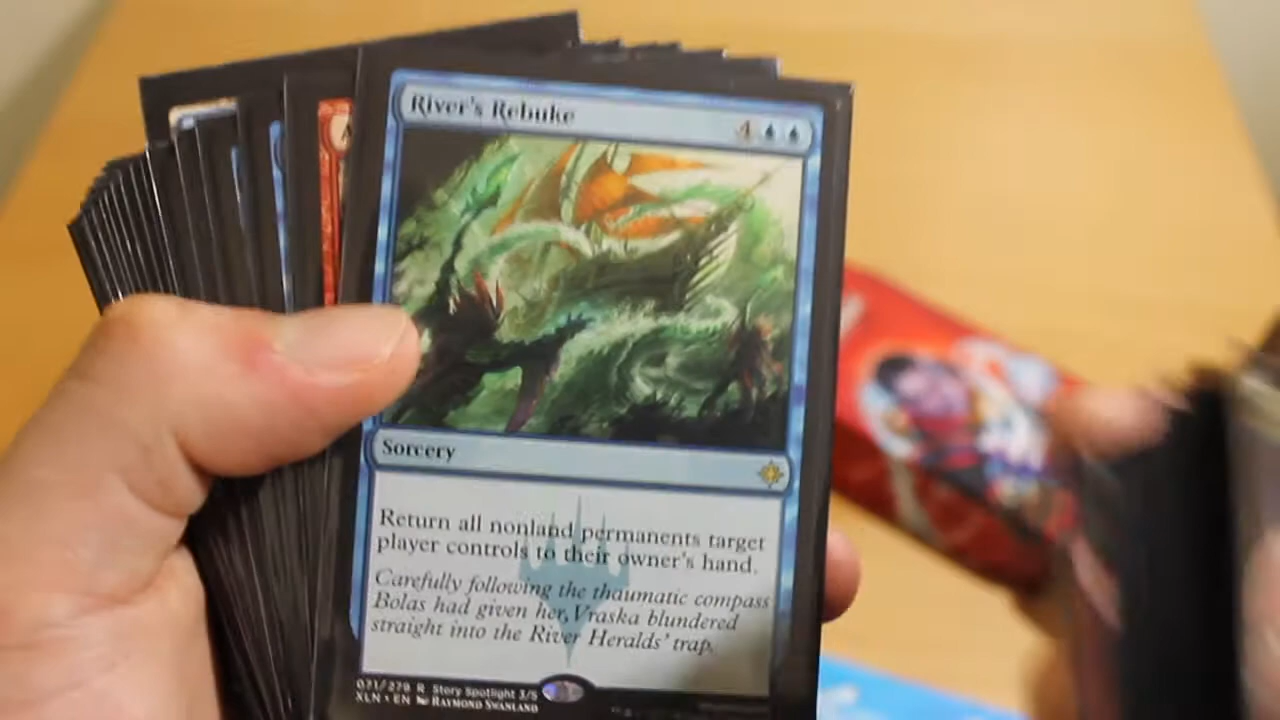 River's Rebuke
4
Sorcery
Return all nonland permanents target
player controls to their owner's hand.
Carefully following the thaumatic compass
Bolas had given her, Vraska blundered
straight into the River Heralds' trap.
071/279 R Story Spotlight 3/5
XLN • EN Raymond Swanland
A